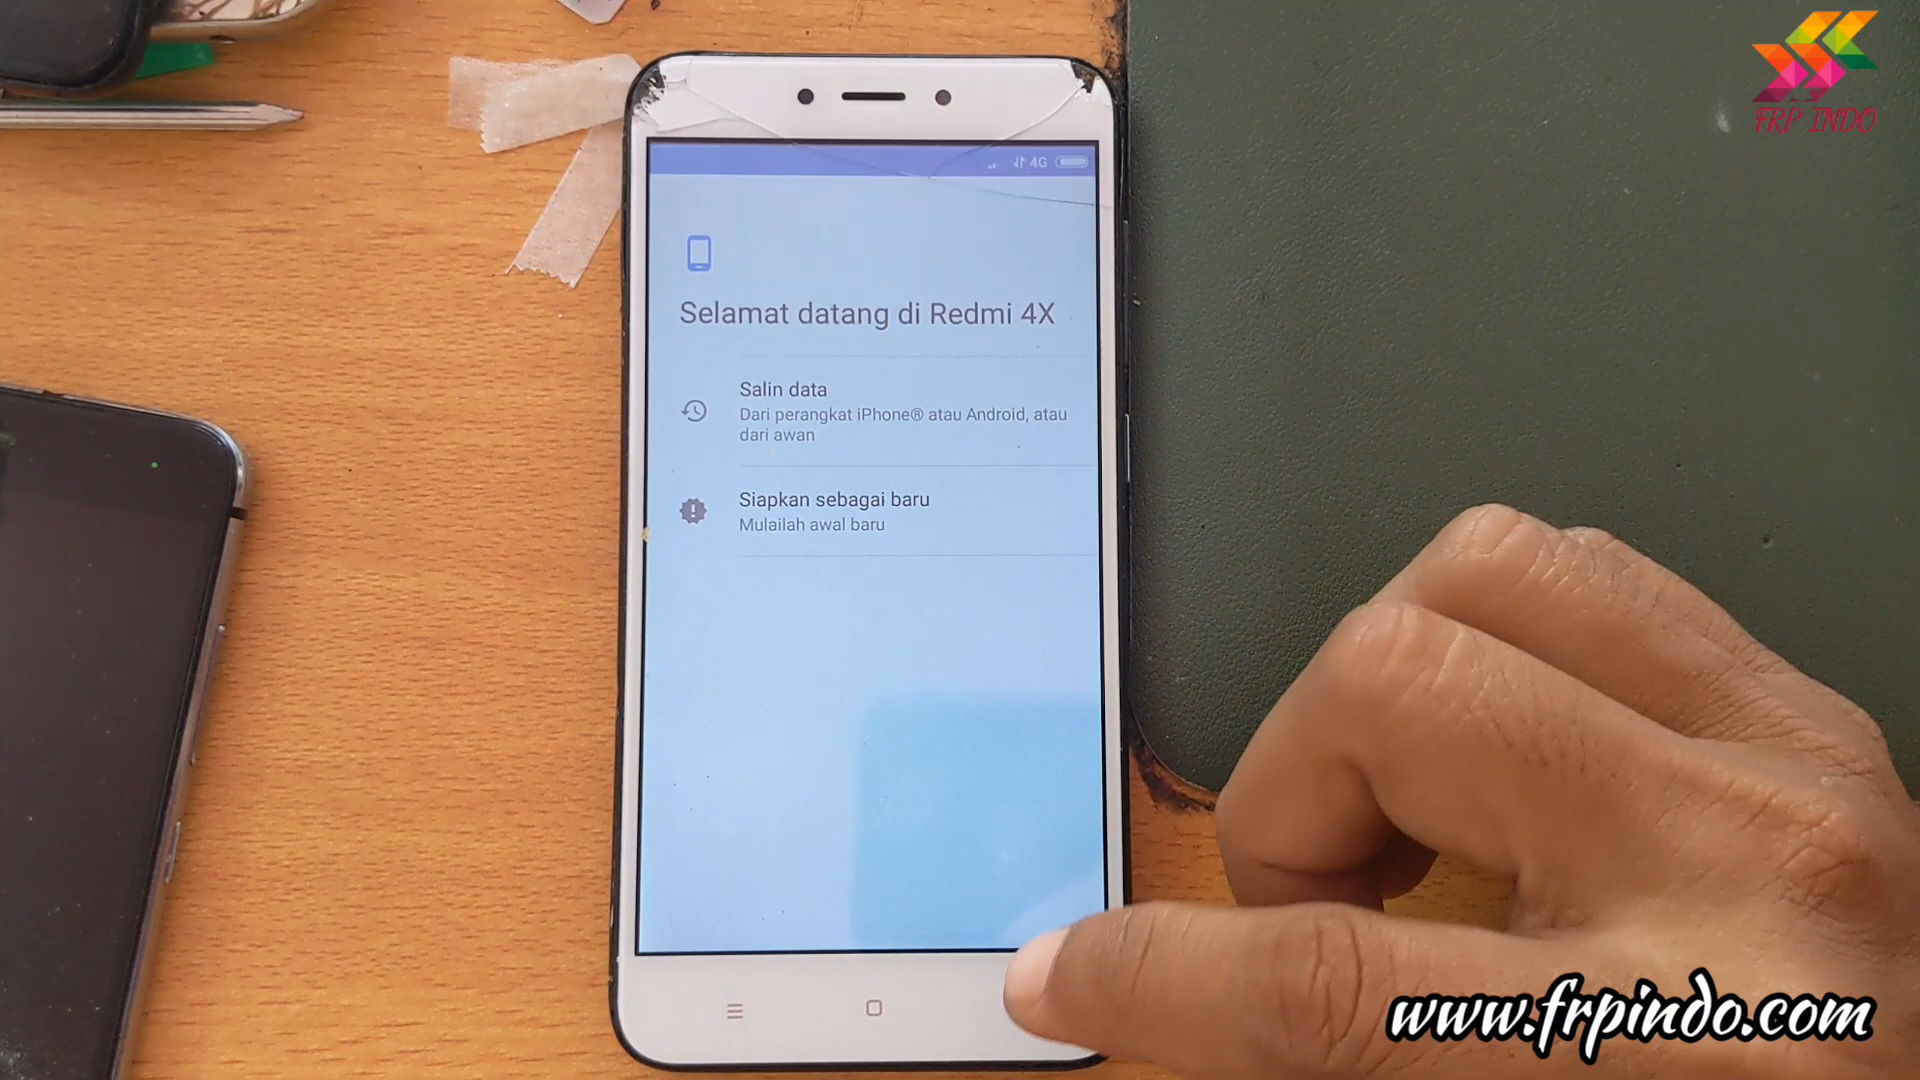 FRP INDO
4G
Selamat datang di Redmi 4X
Salin data
Dari perangkat iPhone® atau Android, atau
dari awan
Siapkan sebagai baru
Mulailah awal baru
www.frpindo.com